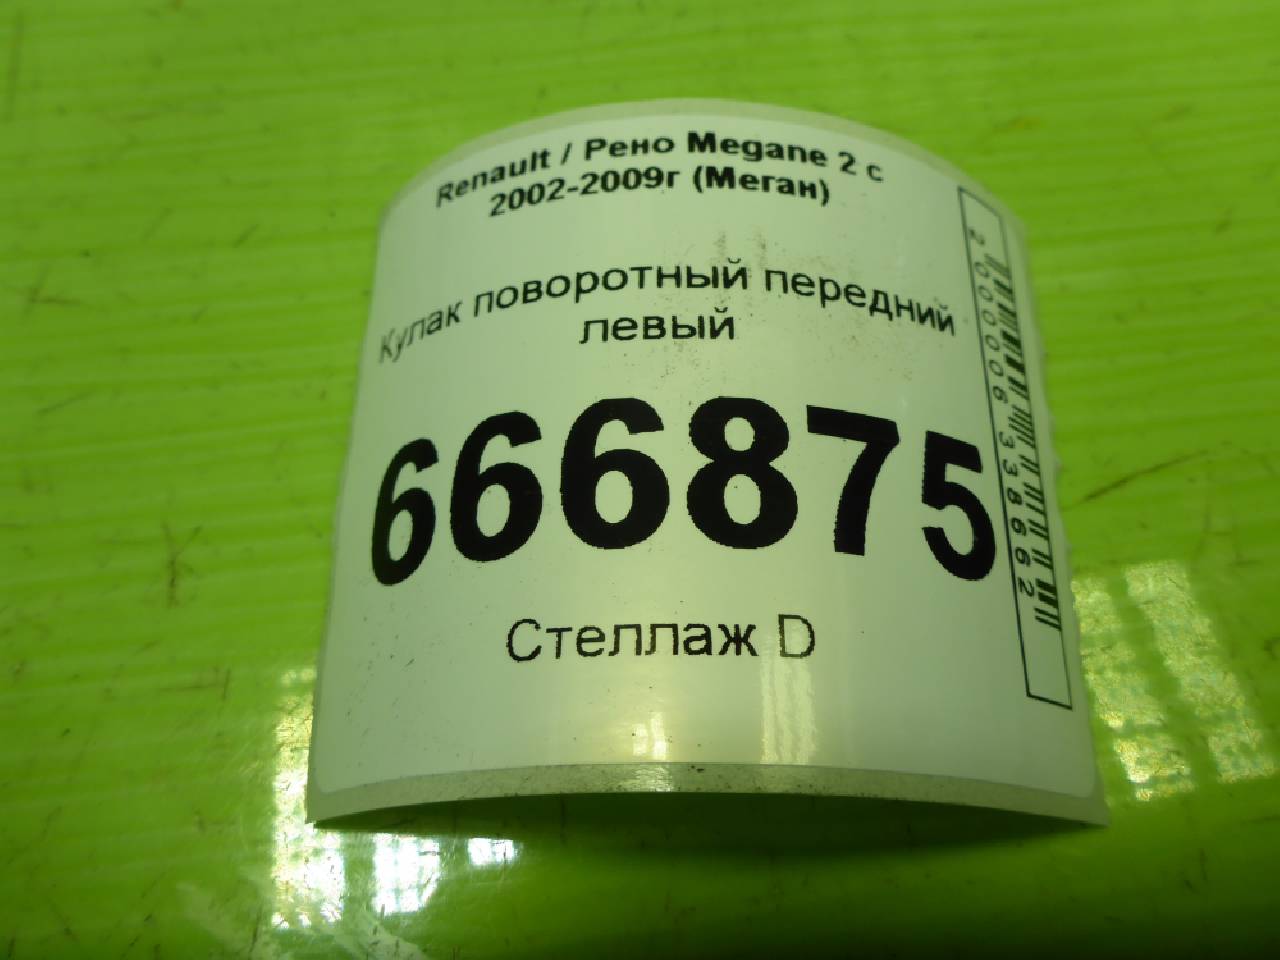 Renault / Рено Megane 2 с
2002-2009г (Меган)
Кулак поворотный передний
левый
666875
Стеллаж D
2000006338662